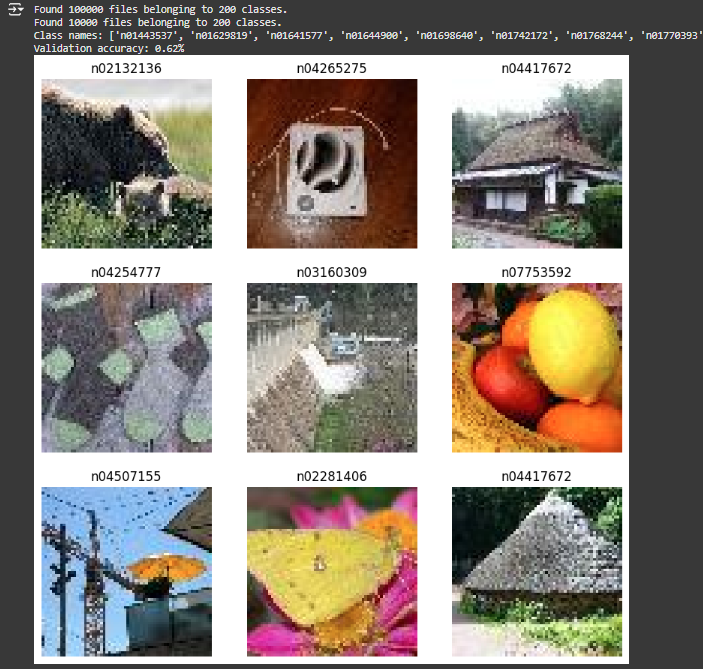 Found 100000 files belonging to 200 classes.
Found 10000 files belonging to 200 classes.
Class names: ['n01443537', 'n01629819', 'n01641577', 'n01644900', 'n01698640', 'n01742172', 'n01768244', 'n01770393'
Validation accuracy: 0.62%
n02132136 n04265275 n04417672
n04254777 n03160309 n07753592
n04507155 n02281406 n04417672